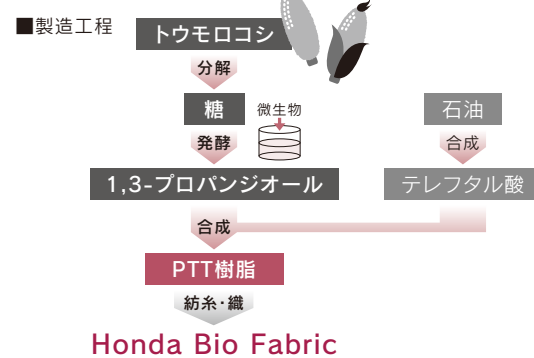 ■製造工程
トウモロコシ
分解
糖
微生物
石油
発酵
合成
1,3-プロパンジオール
テレフタル酸
合成
PTT樹脂
紡糸・織
Honda Bio Fabric